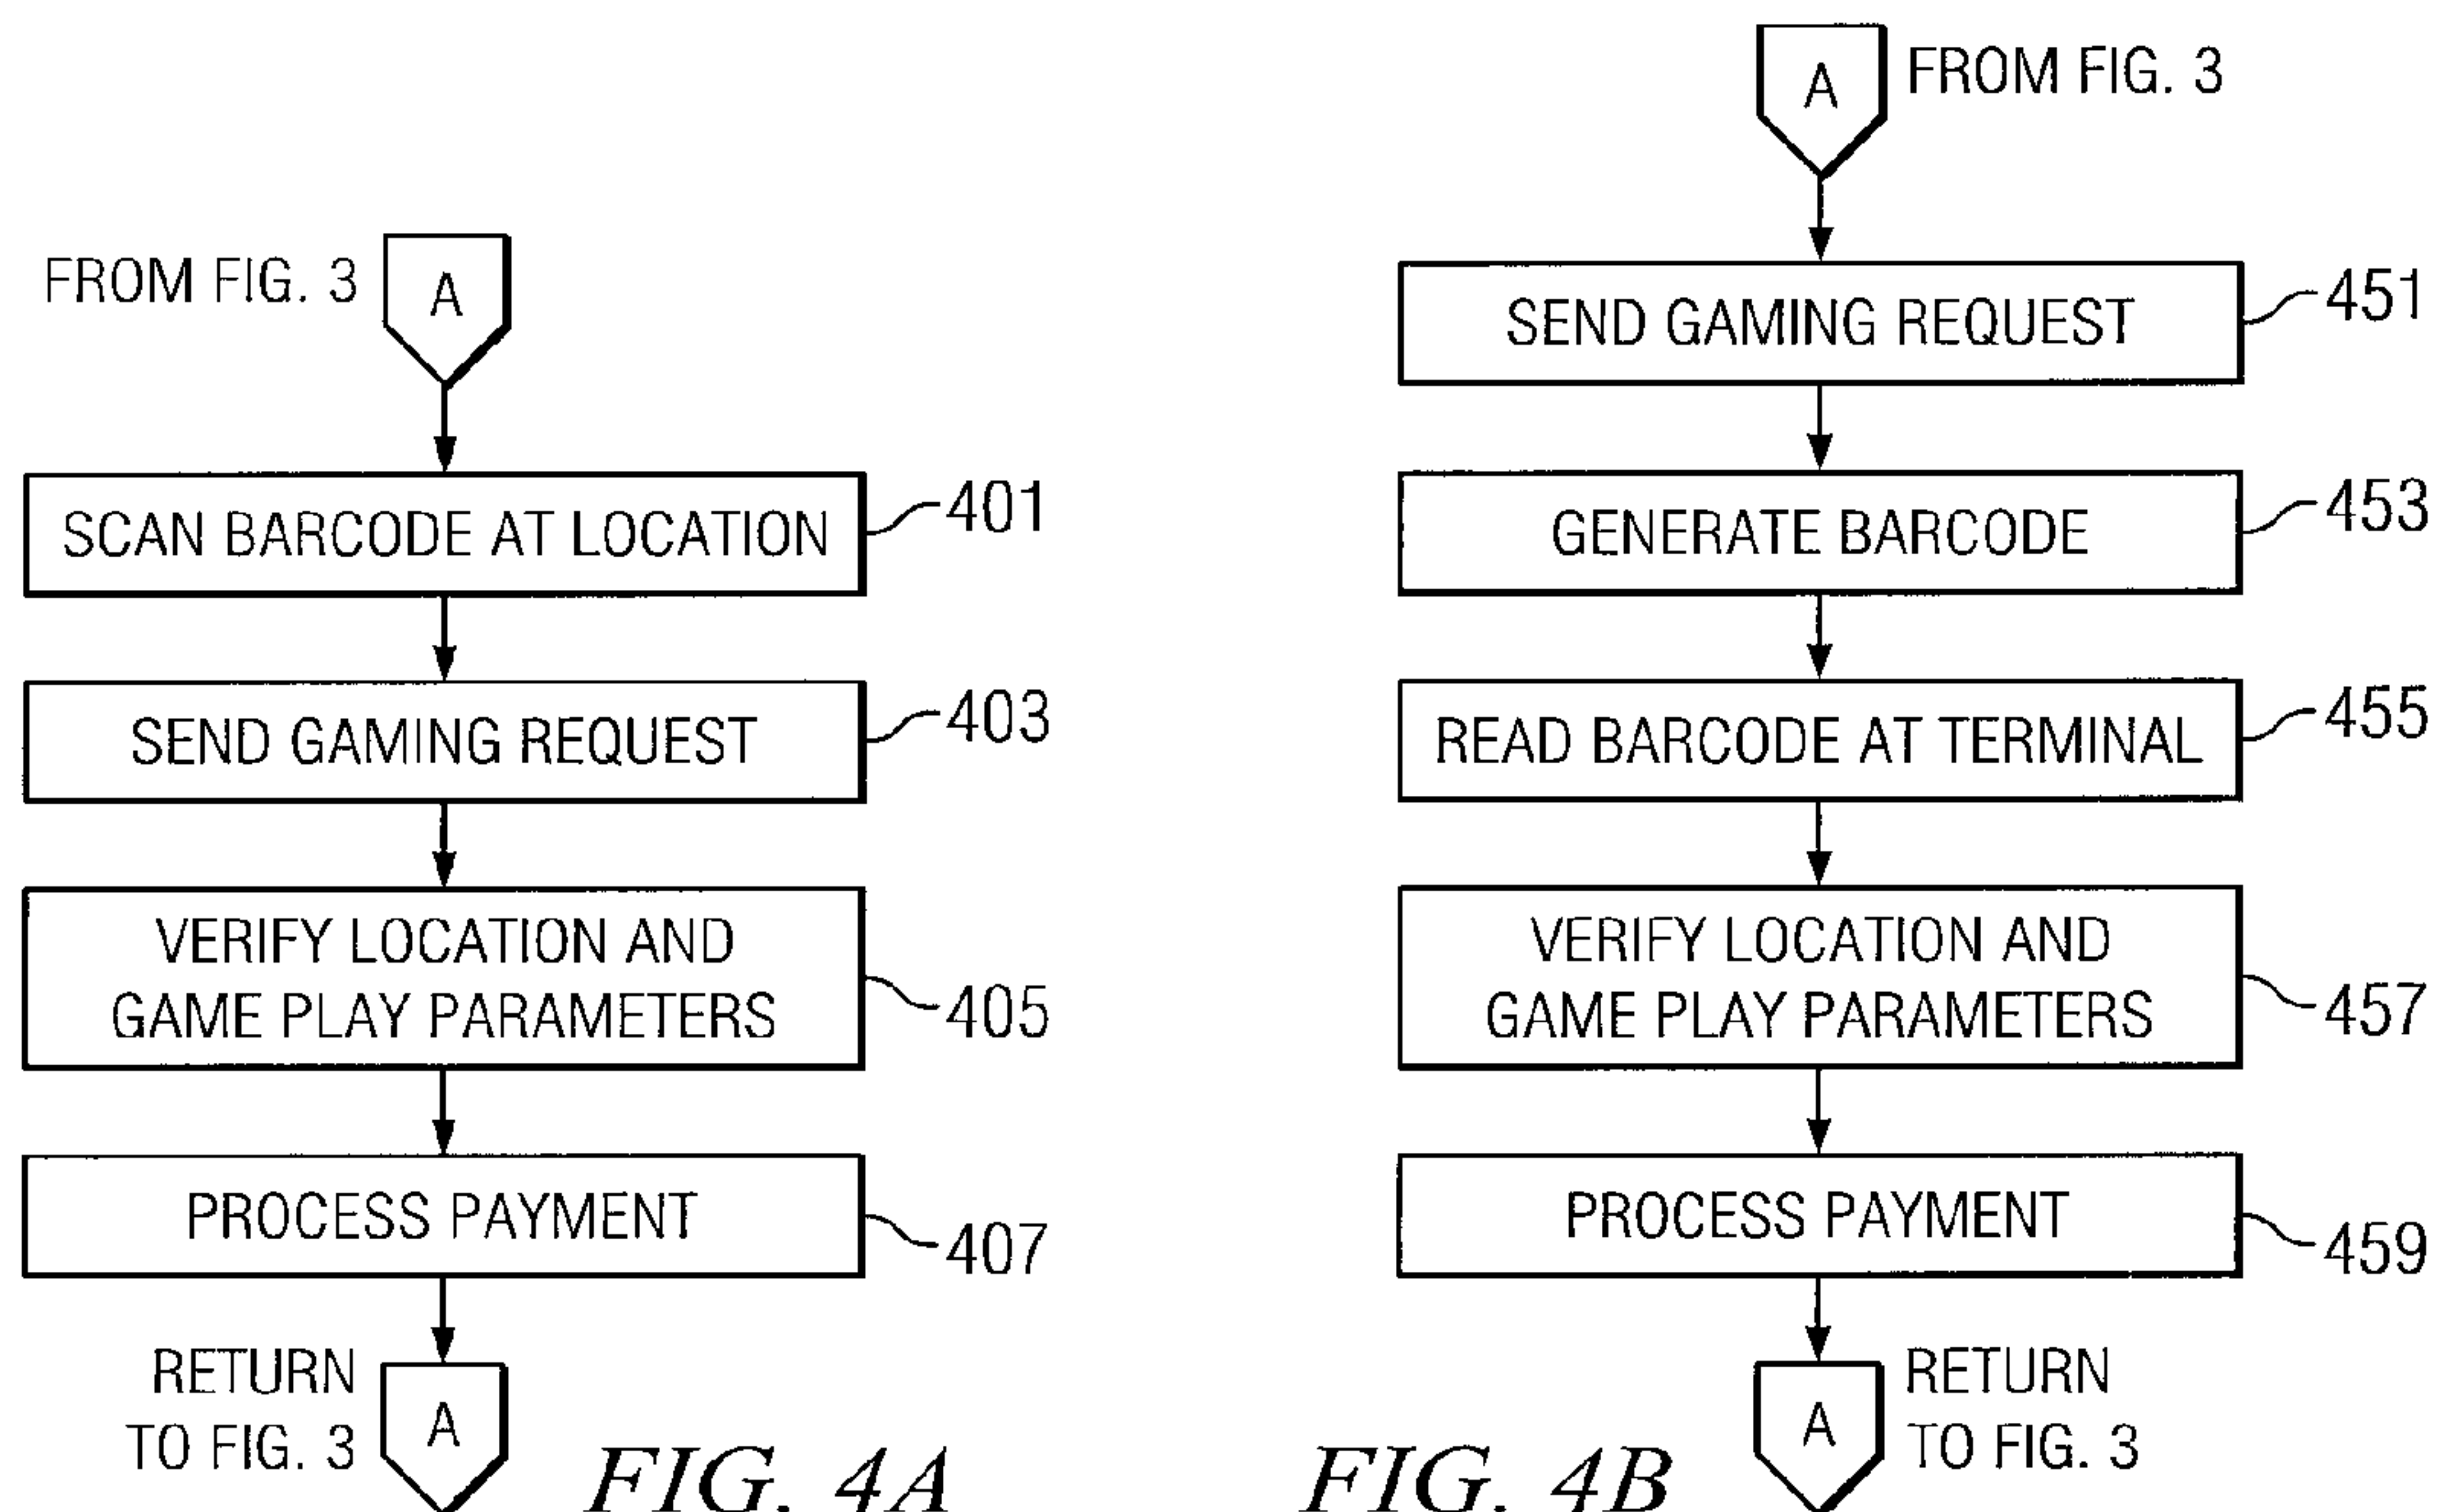 FROM FIG. 3
A
SCAN BARCODE AT LOCATION
401
SEND GAMING REQUEST
403
VERIFY LOCATION AND
GAME PLAY PARAMETERS
405
PROCESS PAYMENT
407
RETURN
TO FIG. 3
A
FIG. 4A
A
FROM FIG. 3
SEND GAMING REQUEST
451
GENERATE BARCODE
453
READ BARCODE AT TERMINAL
455
VERIFY LOCATION AND
GAME PLAY PARAMETERS
457
PROCESS PAYMENT
459
A
RETURN
TO FIG. 3
FIG. 4B